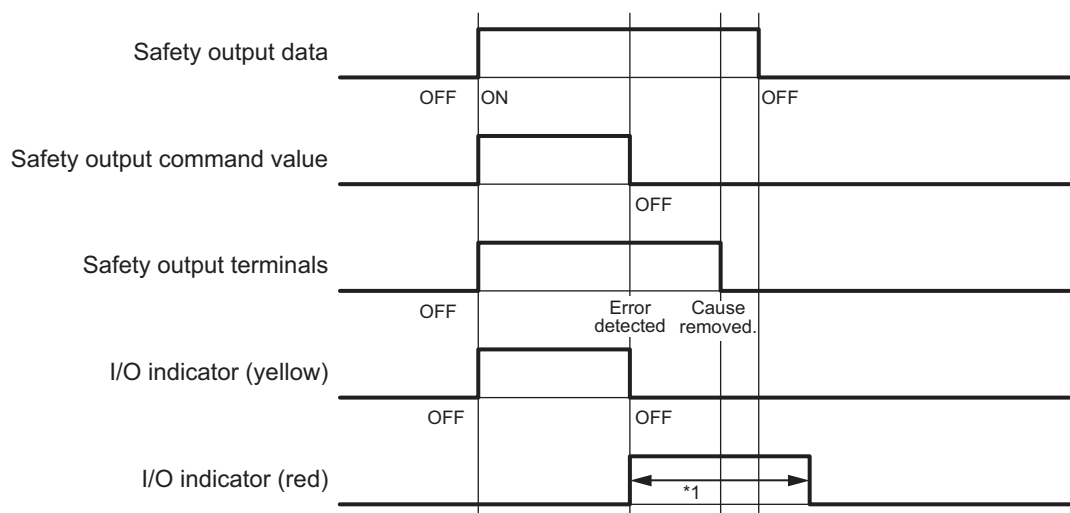 Safety output data
OFF ON OFF
Safety output command value
OFF
Safety output terminals
OFF
Error detected
Cause removed.
I/O indicator (yellow)
OFF OFF
I/O indicator (red)
*1